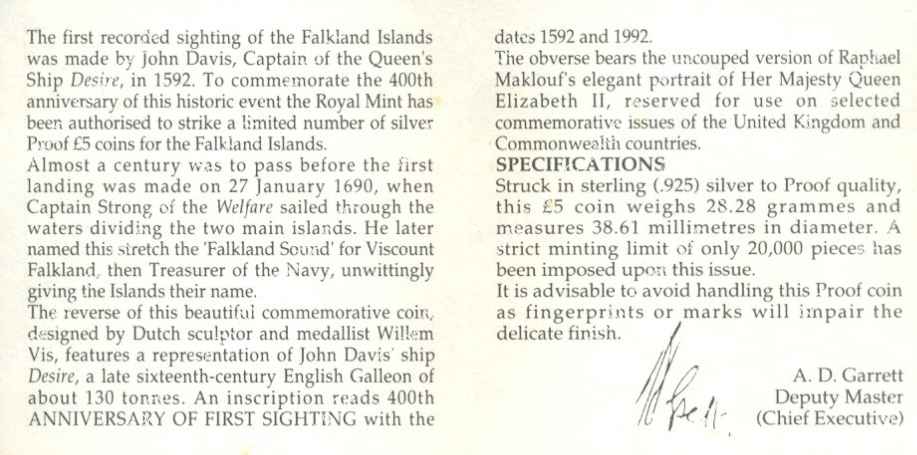 The first recorded sighting of the Falkland Islands
was made by John Davis, Captain of the Queen's
Ship Desire, in 1592. To commemorate the 400th
anniversary of this historic event the Royal Mint has
been authorised to strike a limited number of silver
Proof £5 coins for the Falkland Islands.
Almost a century was to pass before the first
landing was made on 27 January 1690, when
Captain Strong of the Welfare sailed through the
waters dividing the two main islands. He later
named this stretch the 'Falkland Sound' for Viscount
Falkland, then Treasurer of the Navy, unwittingly
giving the Islands their name.
The reverse of this beautiful commemorative coin,
designed by Dutch sculptor and medallist Willem
Vis, features a representation of John Davis' ship
Desire, a late sixteenth-century English Galleon of
about 130 tonnes. An inscription reads 400th
ANNIVERSARY OF FIRST SIGHTING with the
dates 1592 and 1992.
The obverse bears the uncouped version of Raphael
Maklouf's elegant portrait of Her Majesty Queen
Elizabeth II, reserved for use on selected
commemorative issues of the United Kingdom and
Commonwealth countries.
SPECIFICATIONS
Struck in sterling (.925) silver to Proof quality,
this £5 coin weighs 28.28 grammes and
measures 38.61 millimetres in diameter. A
strict minting limit of only 20,000 pieces has
been imposed upon this issue.
It is advisable to avoid handling this Proof coin
as fingerprints or marks will impair the
delicate finish.
A. D. Garrett
Deputy Master
(Chief Executive)